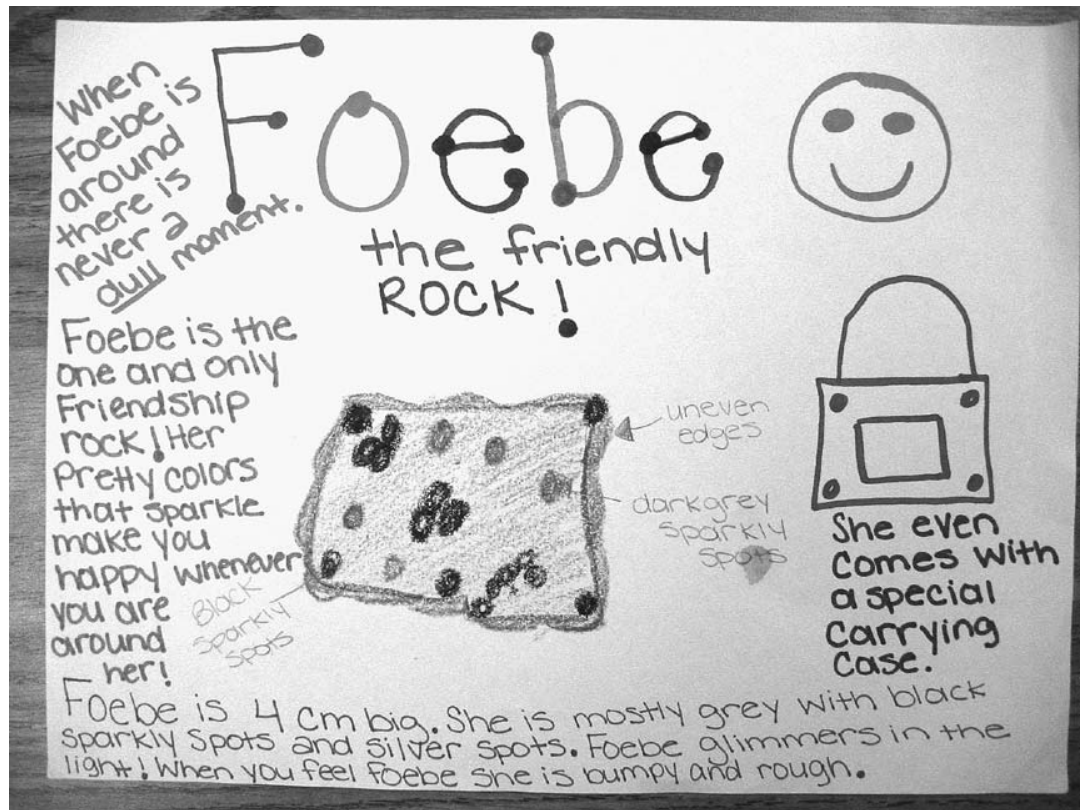 Foebe
the friendly
ROCK!
When
Foebe is
around
there is
never a
dull moment.
Foebe is the
one and only
Friendship
rock! Her
Pretty colors
that sparkle
make you
happy whenever
you are
around
her!
uneven
edges
darkgrey
sparkly
spots
Black
sparkly
spots
She even
comes with
a special
carrying
case.
Foebe is 4 cm big. She is mostly grey with black
sparkly spots and silver spots. Foebe glimmers in the
light! When you feel foebe she is bumpy and rough.